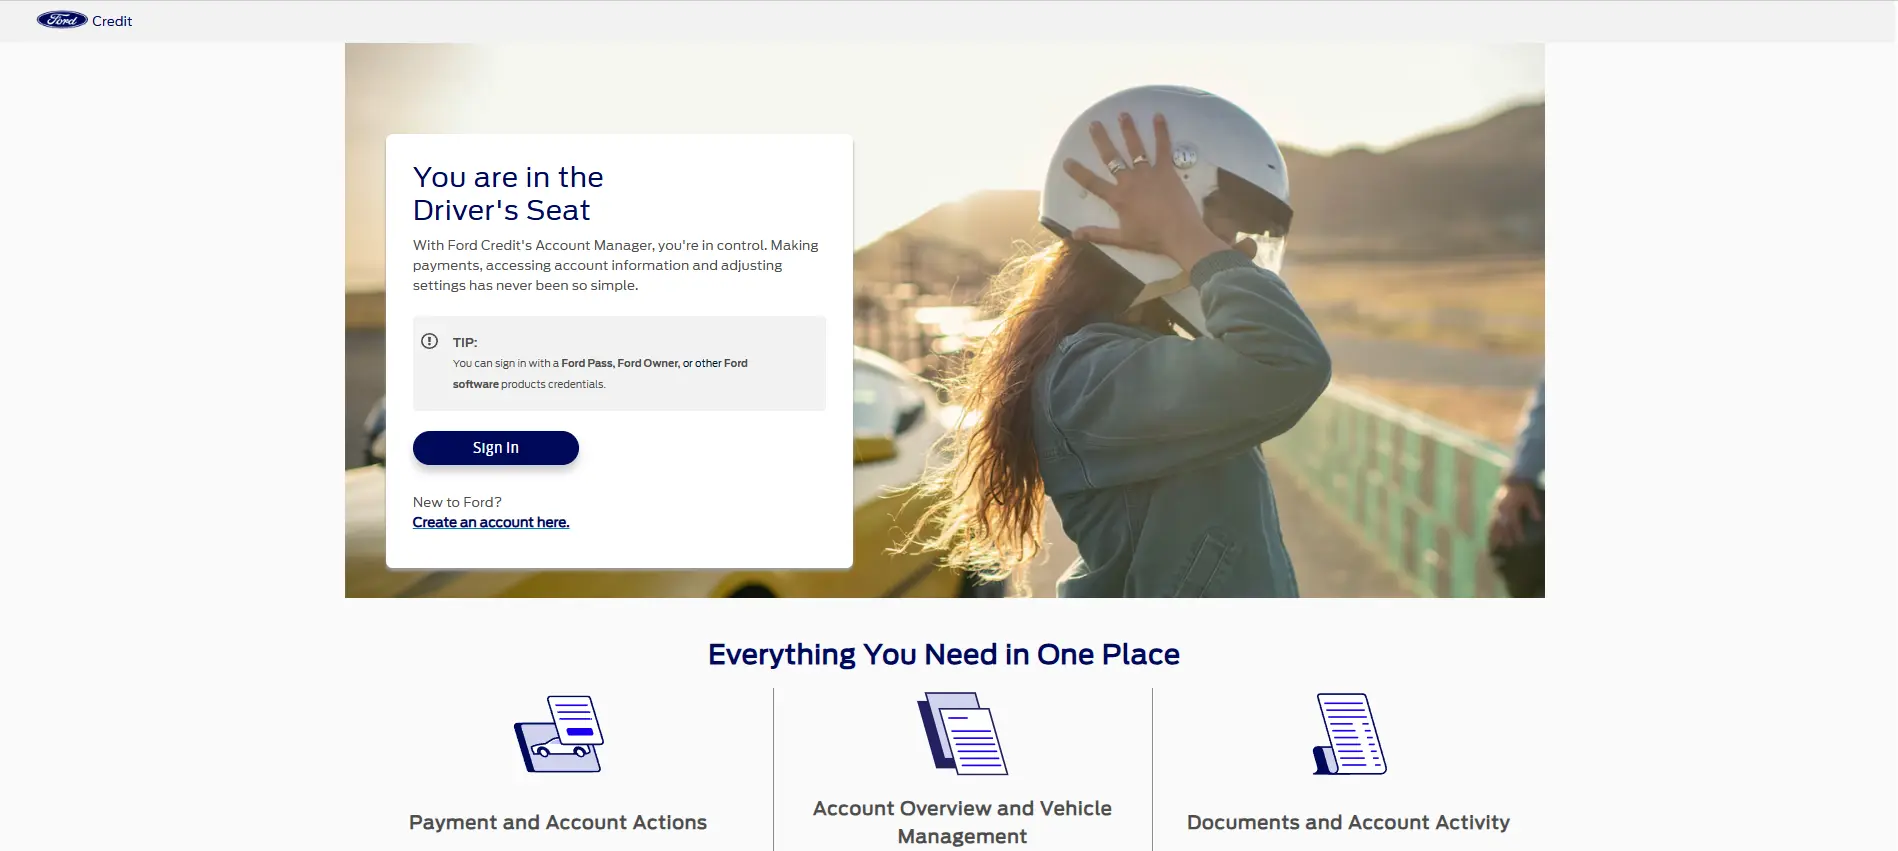 Ford Credit
You are in the
Driver's Seat
With Ford Credit's Account Manager, you're in control. Making
payments, accessing account information and adjusting
settings has never been so simple.
TIP:
You can sign in with a Ford Pass, Ford Owner, or other Ford
software products credentials.
Sign In
New to Ford?
Create an account here.
Everything You Need in One Place
Payment and Account Actions
Account Overview and Vehicle
Management
Documents and Account Activity